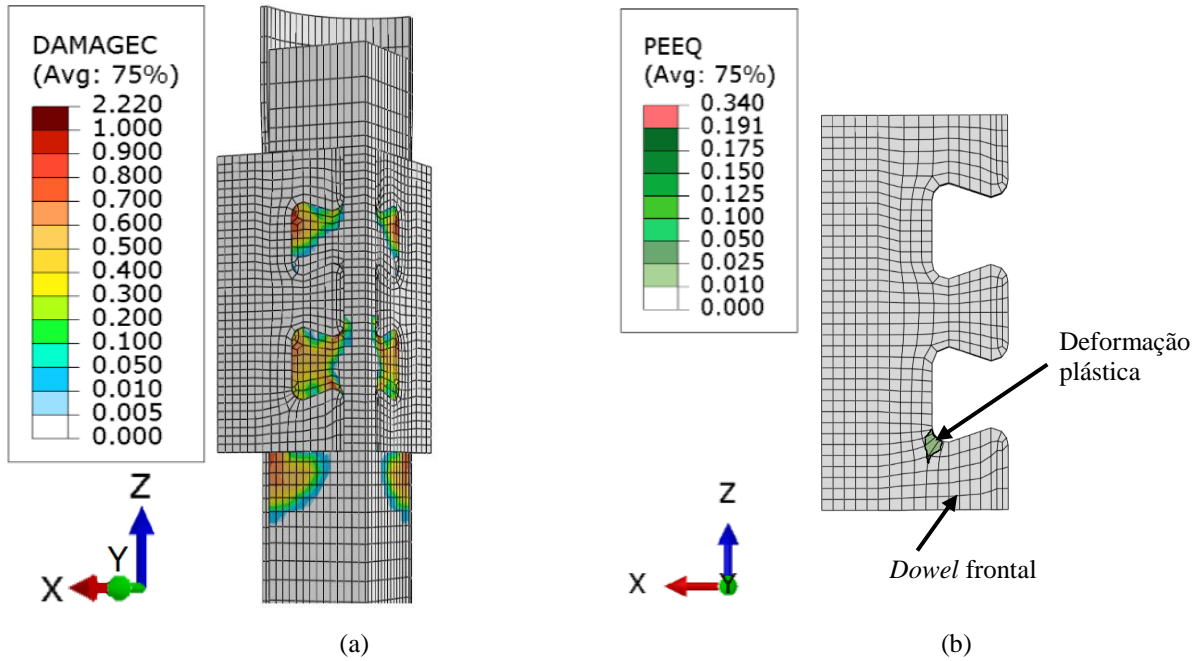 DAMAGEC
(Avg: 75%)
2.220
1.000
0.900
0.800
0.700
0.600
0.500
0.400
0.300
0.200
0.100
0.050
0.010
0.005
0.000
Z
Y
X
(a)
PEEQ
(Avg: 75%)
0.340
0.191
0.175
0.150
0.125
0.100
0.050
0.025
0.010
0.000
Deformação
plástica
Dowel frontal
Z
X
Y
(b)